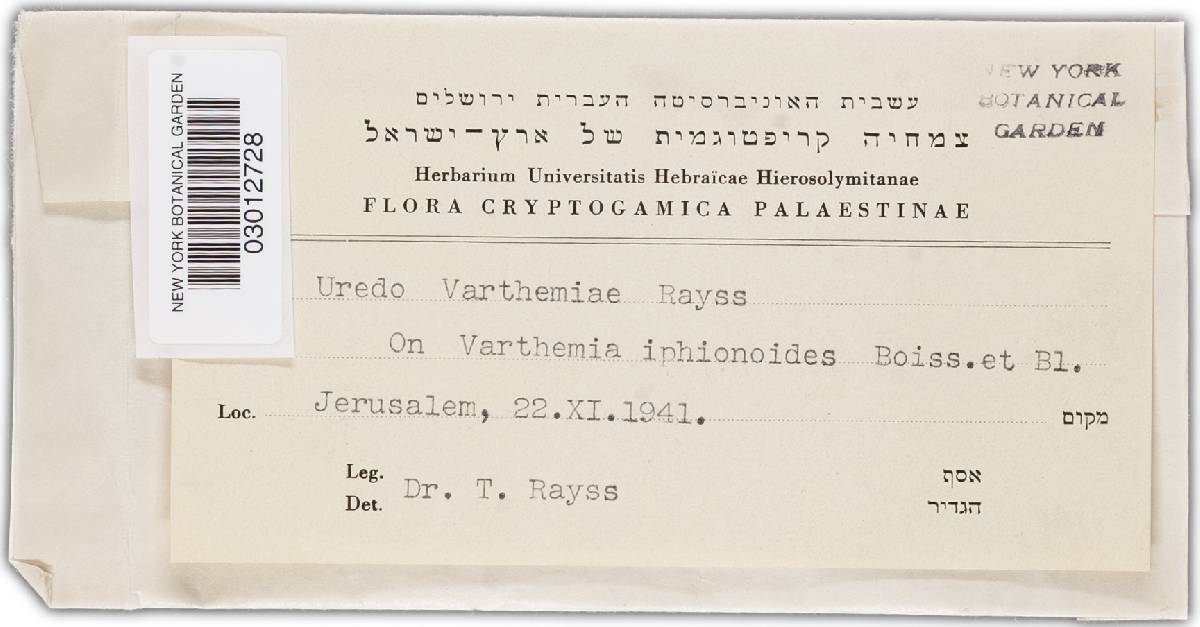 NEW YORK BOTANICAL GARDEN
03012728
NEW YORK
BOTANICAL
GARDEN
עשבית האוניברסיטה העברית ירושלים
צמחיה קריפטוגמית של ארץ-ישראל
Herbarium Universitatis Hebraïcae Hierosolymitanae
FLORA CRYPTOGAMICA PALAESTINAE
Uredo Varthemiae Rayss
On Varthemia iphionoides Boiss.et Bl.
Loc. Jerusalem, 22.XI.1941. מקום
Leg. אסף
Dr. T. Rayss
Det. הגדיר